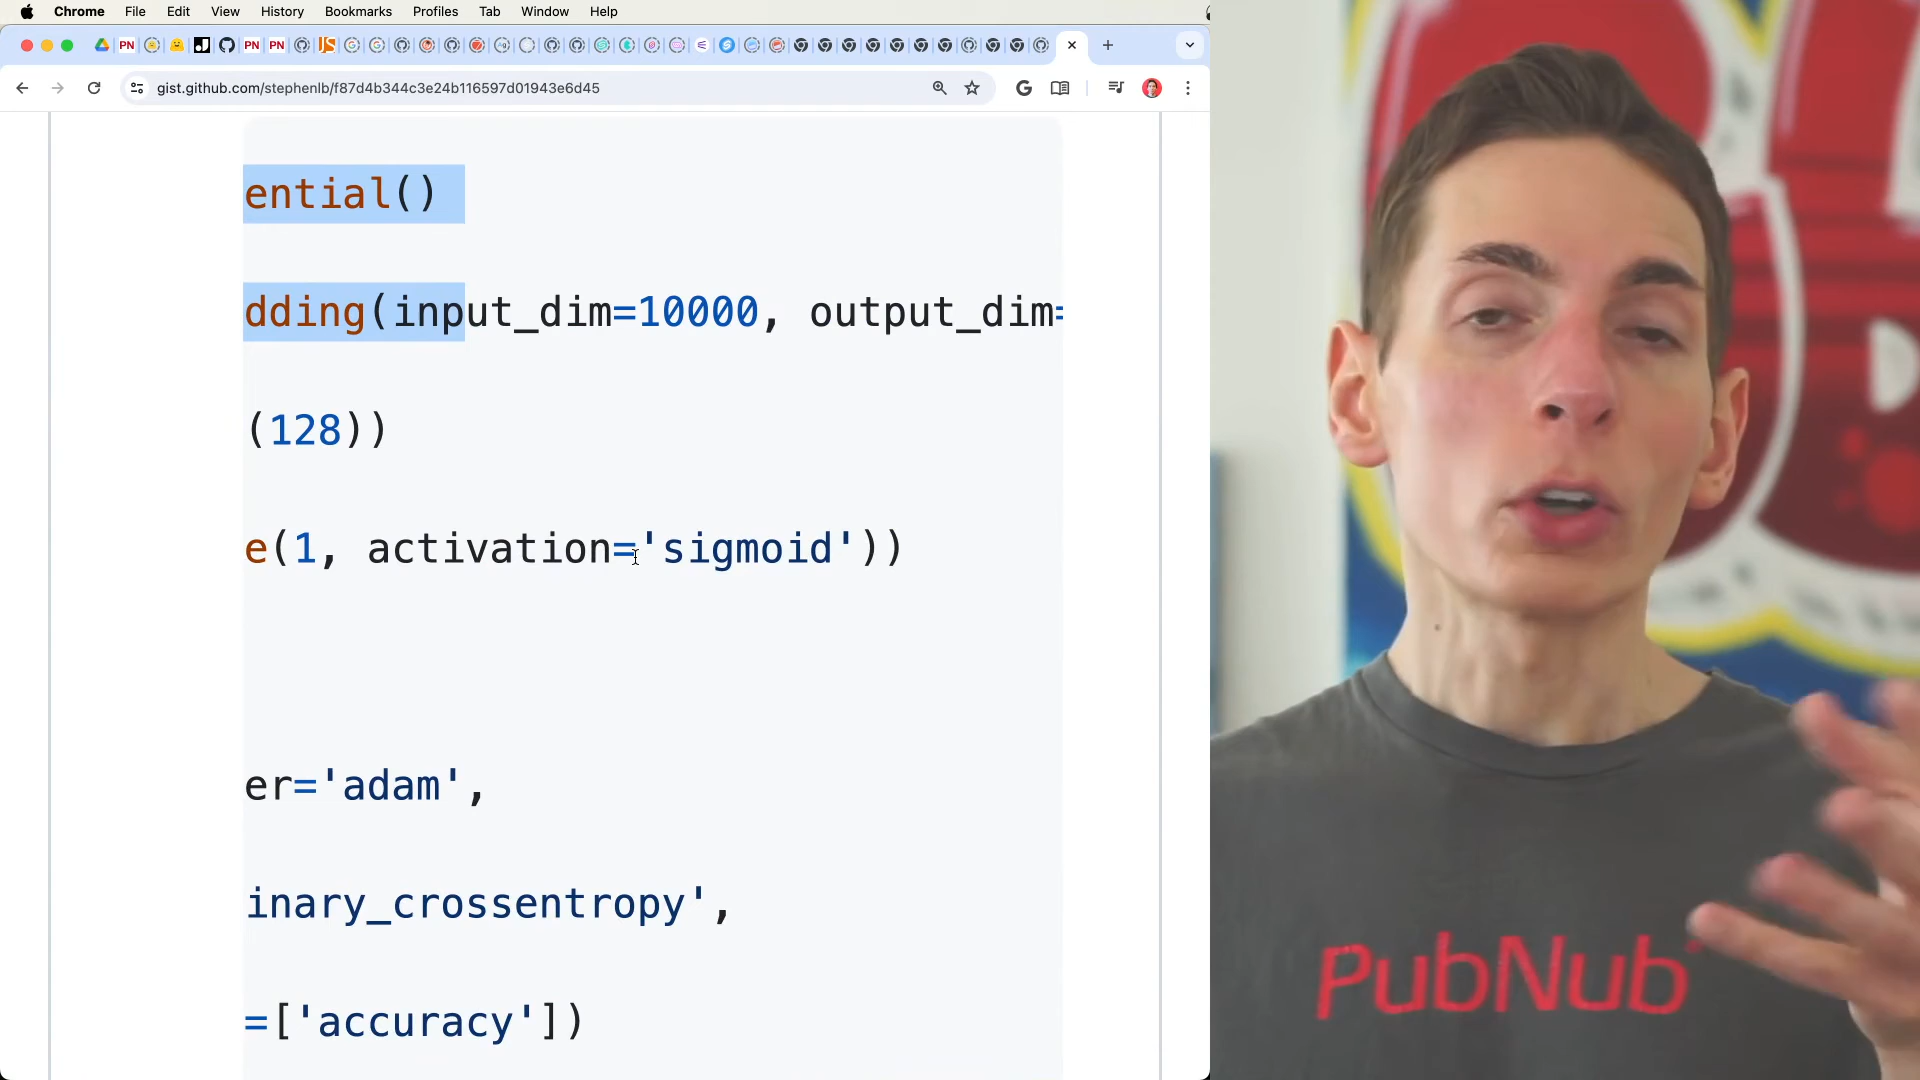 Chrome File Edit View History Bookmarks Profiles Tab Window Help
gist.github.com/stephenlb/f87d4b344c3e24b116597d01943e6d45
ential()
dding(input_dim=10000, output_dim=
(128))
e(1, activation='sigmoid'))
er='adam',
inary_crossentropy',
=['accuracy'])
PubNub